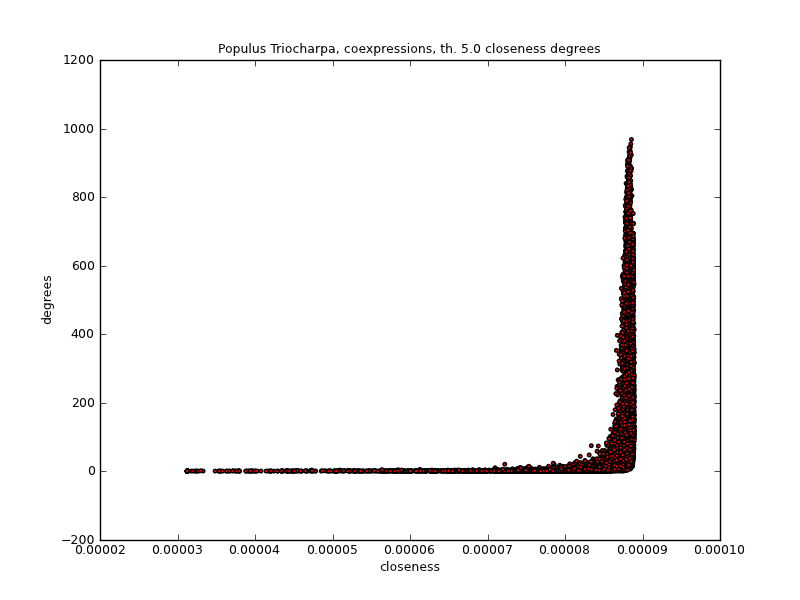 Populus Triocharpa, coexpressions, th. 5.0 closeness degrees
1200
1000
800
600
400
200
0
−200
degrees
0.00002 0.00003 0.00004 0.00005 0.00006 0.00007 0.00008 0.00009 0.00010
closeness